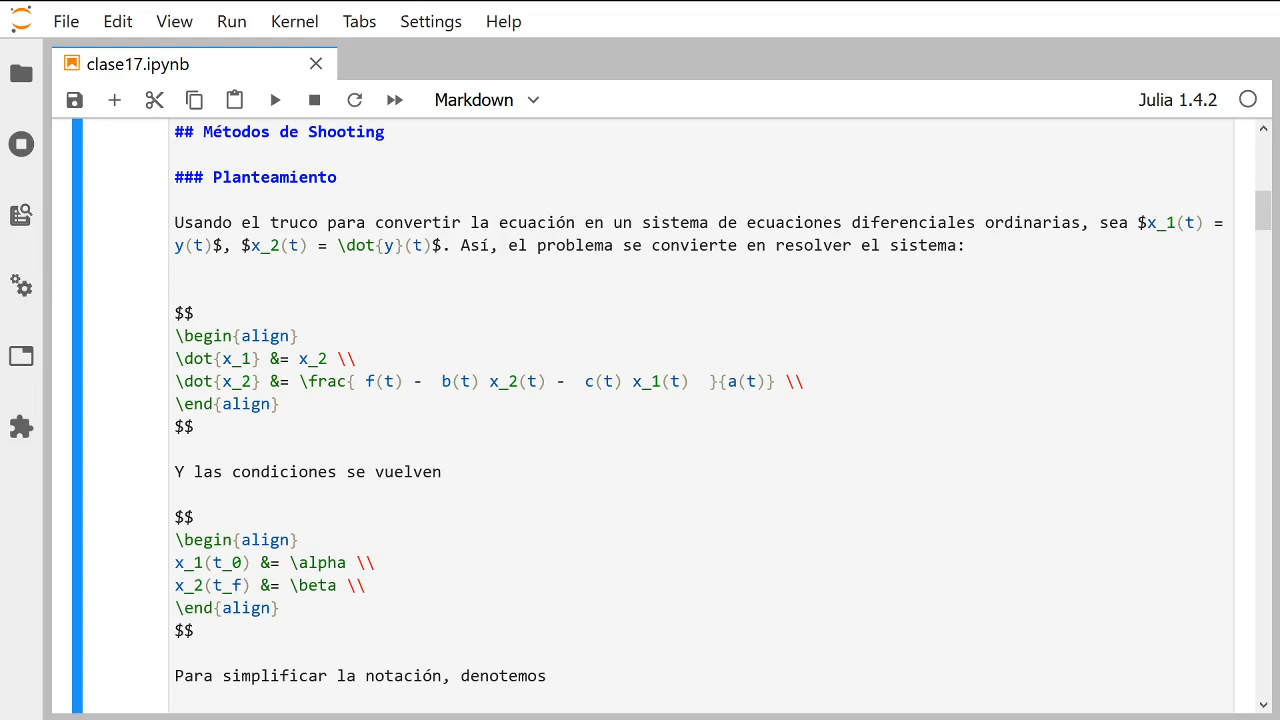 File Edit View Run Kernel Tabs Settings Help
clase17.ipynb
Markdown
Julia 1.4.2
## Métodos de Shooting
### Planteamiento
Usando el truco para convertir la ecuación en un sistema de ecuaciones diferenciales ordinarias, sea $x_1(t) =
y(t)$, $x_2(t) = \dot{y}(t)$. Así, el problema se convierte en resolver el sistema:
$$
\begin{align}
\dot{x_1} &= x_2 \\
\dot{x_2} &= \frac{ f(t) -  b(t) x_2(t) -  c(t) x_1(t)  }{a(t)} \\
\end{align}
$$
Y las condiciones se vuelven
$$
\begin{align}
x_1(t_0) &= \alpha \\
x_2(t_f) &= \beta \\
\end{align}
$$
Para simplificar la notación, denotemos